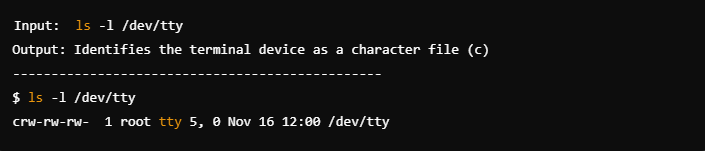 Input:  ls -l /dev/tty
Output: Identifies the terminal device as a character file (c)
------------------------------------------------
$ ls -l /dev/tty
crw-rw-rw-  1 root tty 5, 0 Nov 16 12:00 /dev/tty